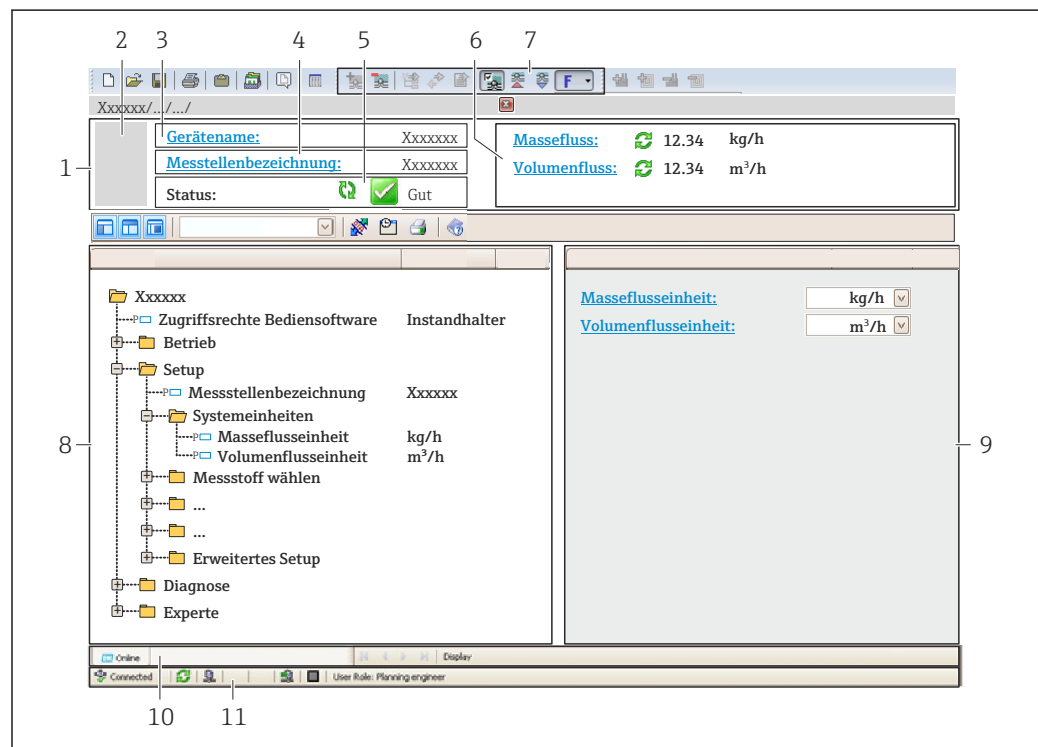 2 3 4 5 6 7
F
Xxxxxx/.../.../
1
Gerätename: Xxxxxxx
Messtellenbezeichnung: Xxxxxxx
Status: Gut
Massefluss: 12.34 kg/h
Volumenfluss: 12.34 m³/h
Xxxxxx
P Zugriffsrechte Bediensoftware Instandhalter
Betrieb
Setup
P Messstellenbezeichnung Xxxxxx
Systemeinheiten
P Masseflusseinheit kg/h
P Volumenflusseinheit m³/h
Messstoff wählen
...
...
Erweitertes Setup
Diagnose
Experte
8
Masseflusseinheit: kg/h
Volumenflusseinheit: m³/h
9
Online Display
Connected User Role: Planning engineer
10 11